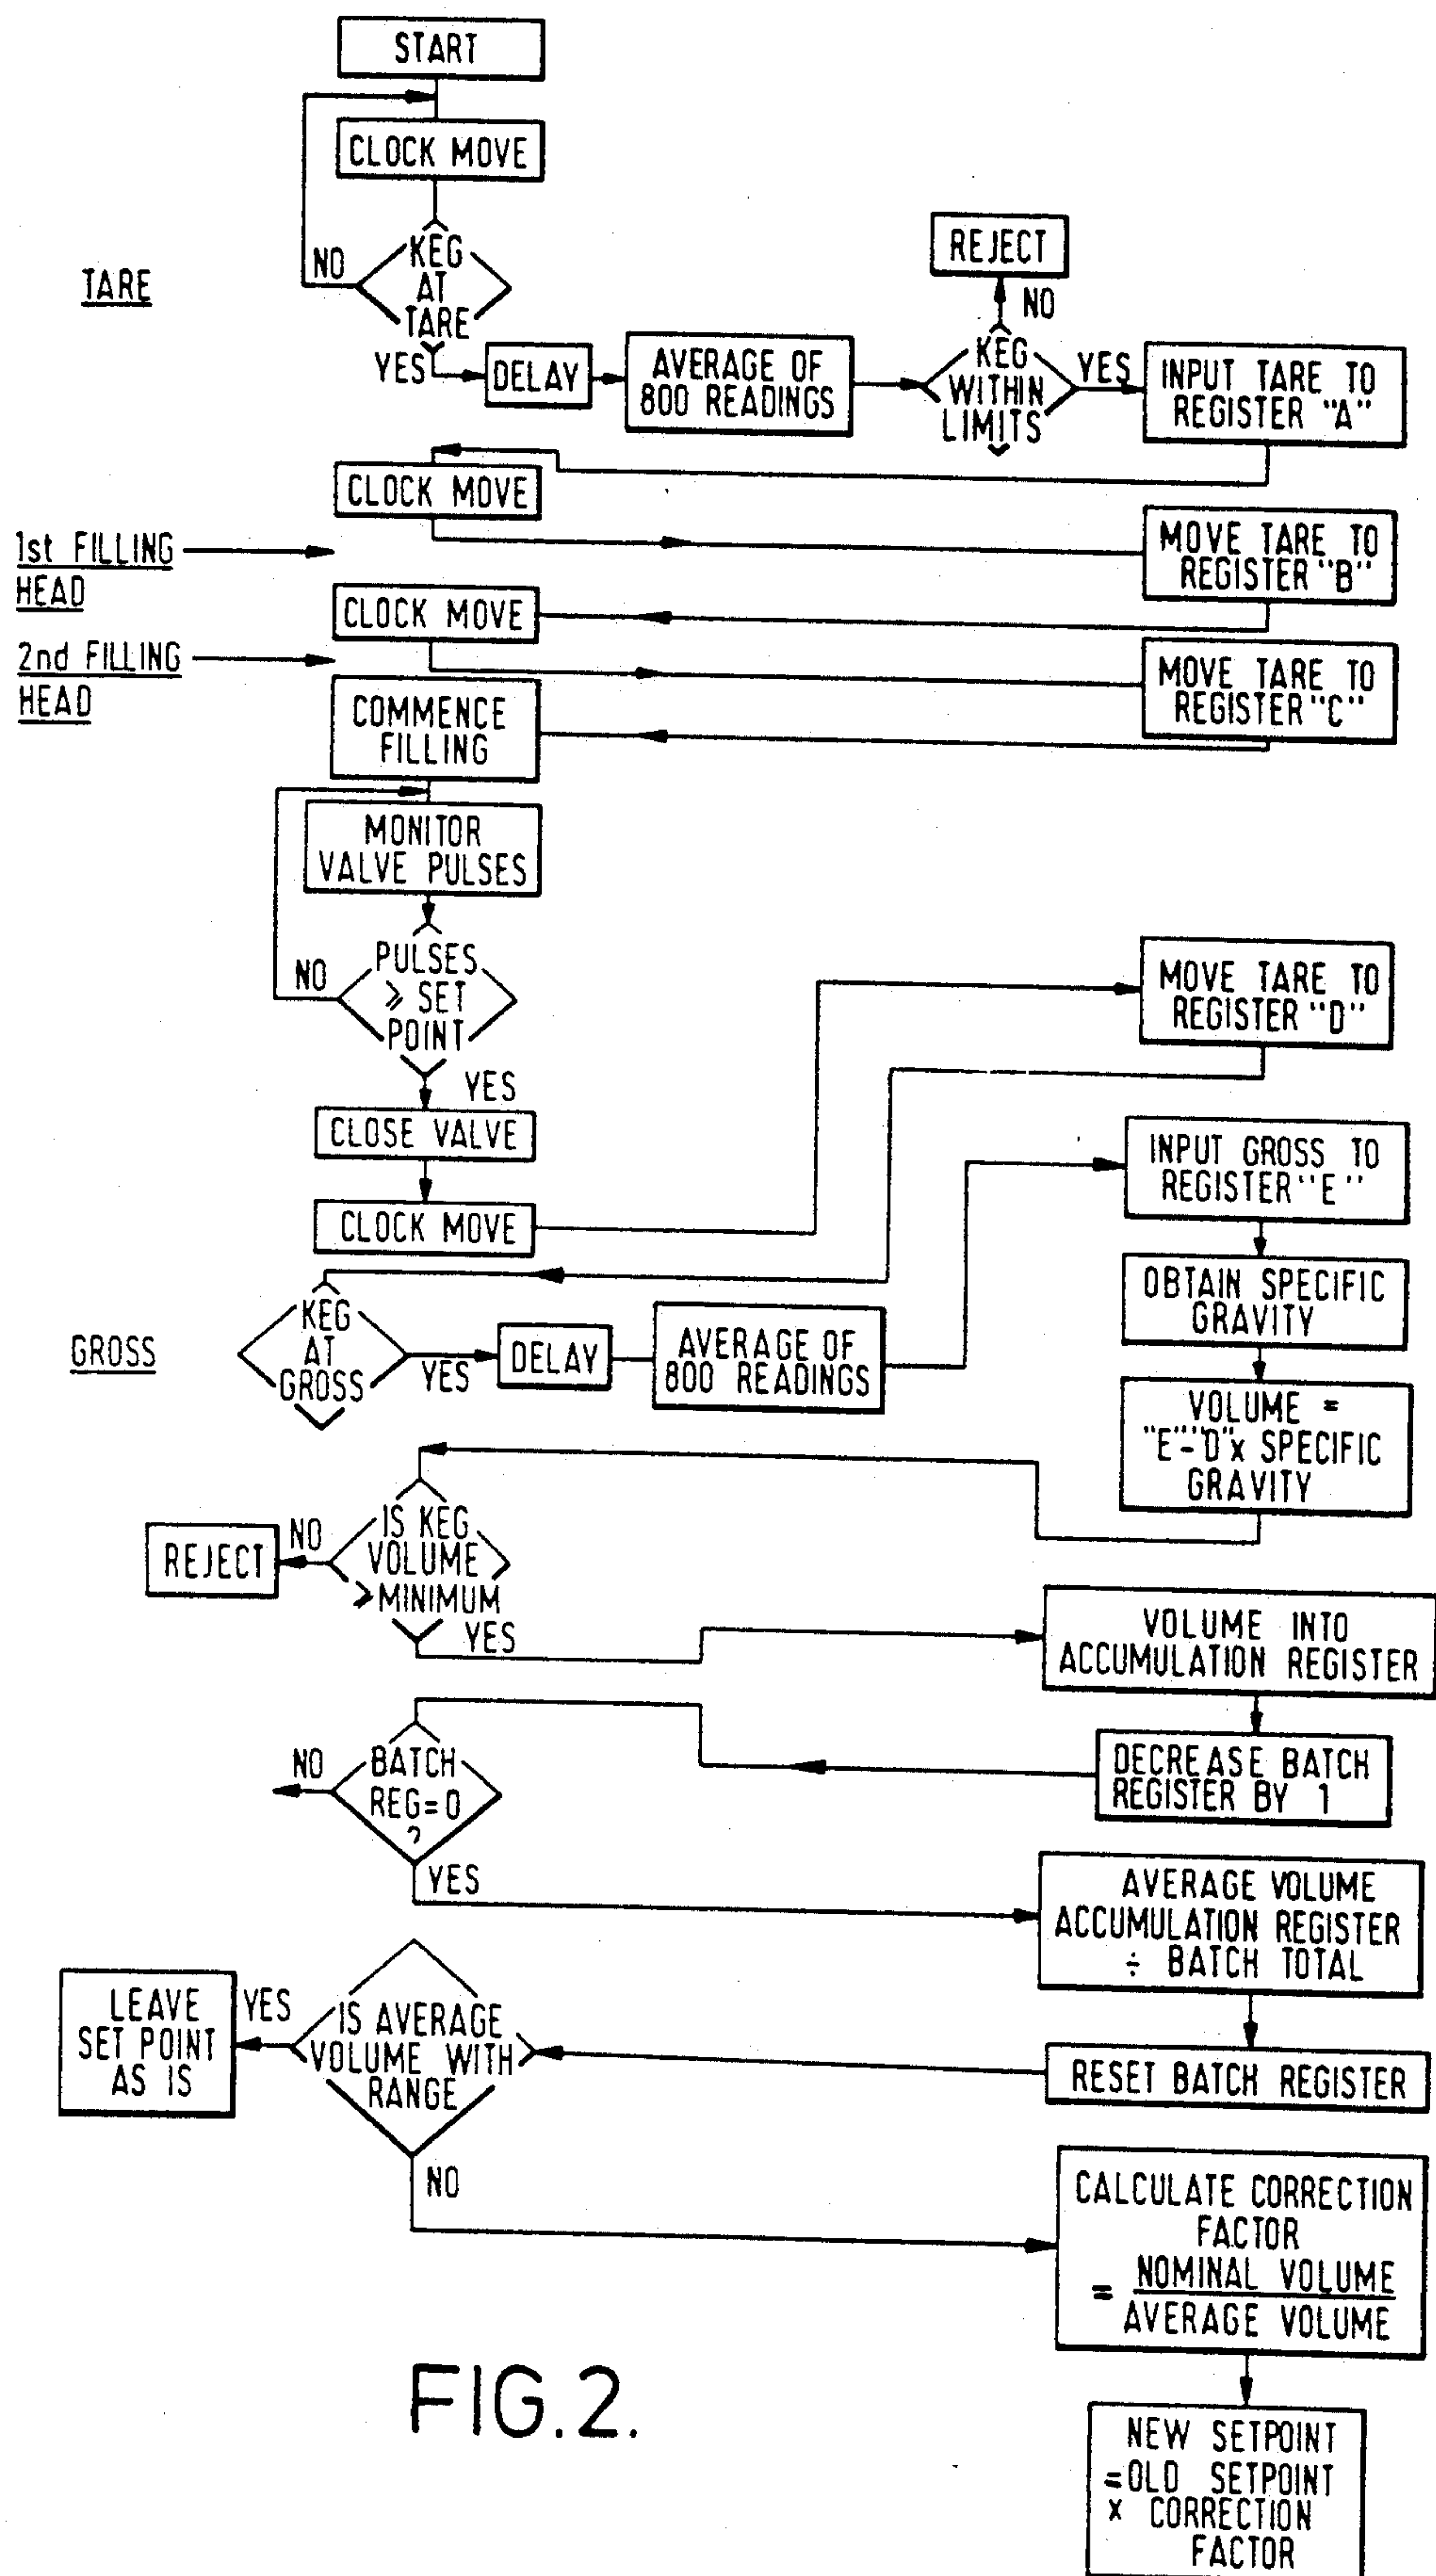 START
CLOCK MOVE
TARE
NO
KEG
AT
TARE
YES
DELAY
AVERAGE OF
800 READINGS
REJECT
NO
KEG
WITHIN
LIMITS
YES
INPUT TARE TO
REGISTER "A"
CLOCK MOVE
1st FILLING
HEAD
MOVE TARE TO
REGISTER "B"
CLOCK MOVE
2nd FILLING
HEAD
MOVE TARE TO
REGISTER "C"
COMMENCE
FILLING
MONITOR
VALVE PULSES
NO
PULSES
⩾ SET
POINT
YES
CLOSE VALVE
CLOCK MOVE
MOVE TARE TO
REGISTER "D"
GROSS
KEG
AT
GROSS
YES
DELAY
AVERAGE OF
800 READINGS
INPUT GROSS TO
REGISTER "E"
OBTAIN SPECIFIC
GRAVITY
VOLUME =
"E"-"D" x SPECIFIC
GRAVITY
REJECT
NO
IS KEG
VOLUME
⩾ MINIMUM
YES
VOLUME INTO
ACCUMULATION REGISTER
DECREASE BATCH
REGISTER BY 1
NO
BATCH
REG=0
?
YES
AVERAGE VOLUME
ACCUMULATION REGISTER
÷ BATCH TOTAL
RESET BATCH REGISTER
LEAVE
SET POINT
AS IS
YES
IS AVERAGE
VOLUME WITH
RANGE
NO
CALCULATE CORRECTION
FACTOR
= NOMINAL VOLUME
AVERAGE VOLUME
NEW SETPOINT
=OLD SETPOINT
x CORRECTION
FACTOR
FIG.2.